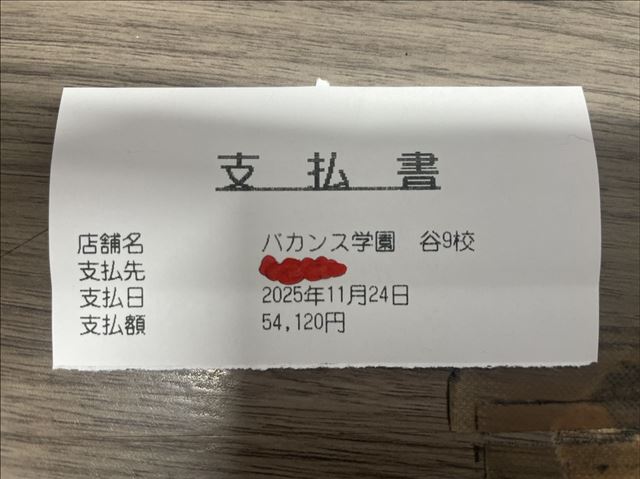 支払書
店舗名 バカンス学園 谷9校
支払先
支払日 2025年11月24日
支払額 54,120円